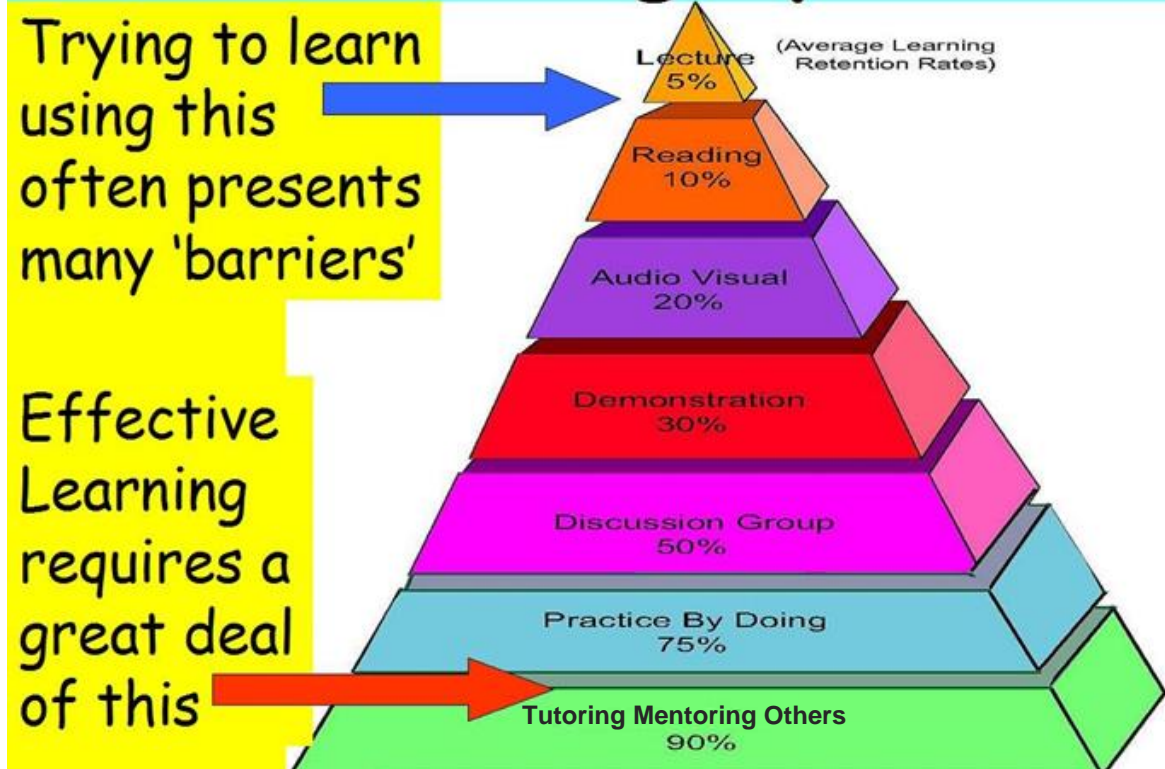 Trying to learn
using this
often presents
many ‘barriers’
Effective
Learning
requires a
great deal
of this
(Average Learning
Retention Rates)
Lecture
5%
Reading
10%
Audio Visual
20%
Demonstration
30%
Discussion Group
50%
Practice By Doing
75%
Tutoring Mentoring Others
90%